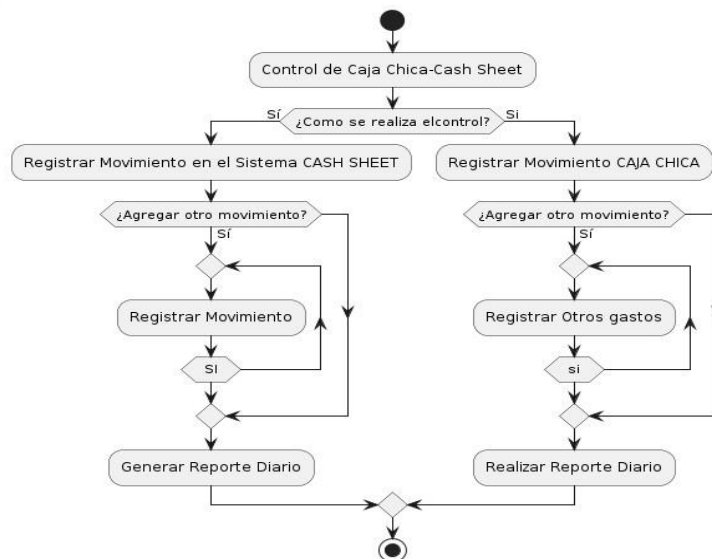 Control de Caja Chica-Cash Sheet
Sí
¿Como se realiza elcontrol?
Si
Registrar Movimiento en el Sistema CASH SHEET
Registrar Movimiento CAJA CHICA
¿Agregar otro movimiento?
¿Agregar otro movimiento?
Sí
Sí
Registrar Movimiento
Registrar Otros gastos
SI
si
Generar Reporte Diario
Realizar Reporte Diario